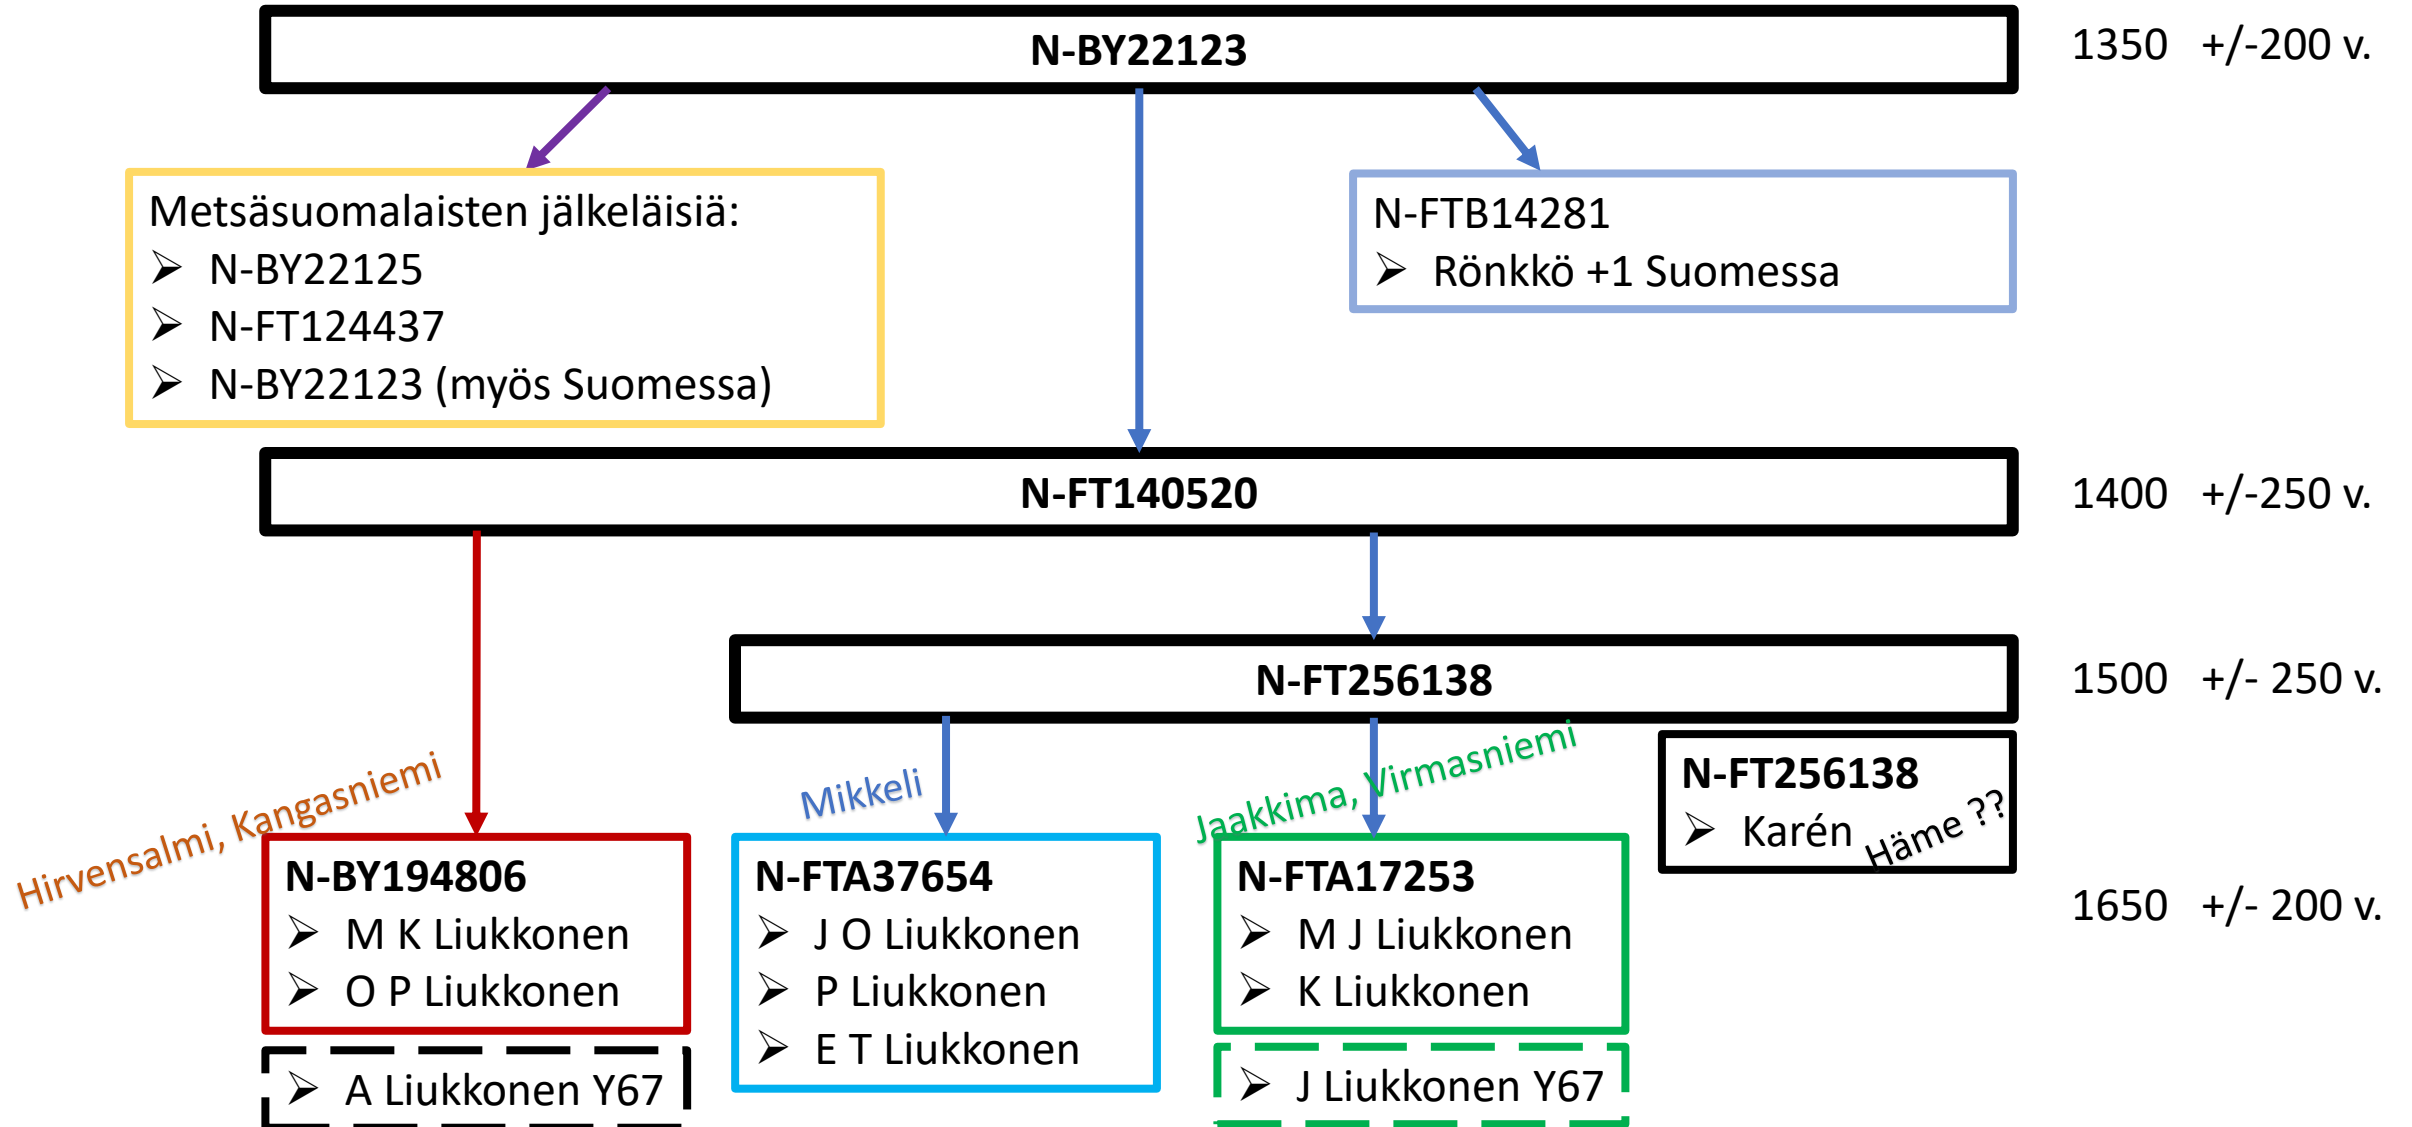 N-BY22123
1350 +/-200 v.
Metsäsuomalaisten jälkeläisiä:
➢ N-BY22125
➢ N-FT124437
➢ N-BY22123 (myös Suomessa)
N-FTB14281
➢ Rönkkö +1 Suomessa
N-FT140520
1400 +/-250 v.
N-FT256138
1500 +/- 250 v.
Hirvensalmi, Kangasniemi
Mikkeli
Jaakkima, Virmasniemi
N-FT256138
➢ Karén
Häme ??
N-BY194806
➢ M K Liukkonen
➢ O P Liukkonen
➢ A Liukkonen Y67
N-FTA37654
➢ J O Liukkonen
➢ P Liukkonen
➢ E T Liukkonen
N-FTA17253
➢ M J Liukkonen
➢ K Liukkonen
➢ J Liukkonen Y67
1650 +/- 200 v.